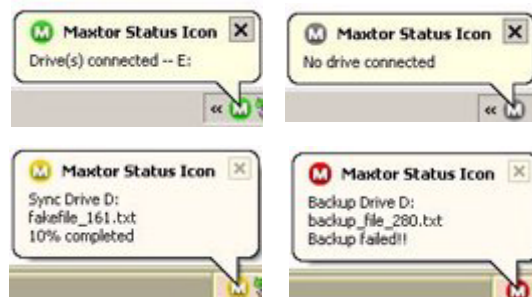 M Maxtor Status Icon X
Drive(s) connected -- E:
« M
M Maxtor Status Icon X
No drive connected
« M
M Maxtor Status Icon X
Sync Drive D:
fakefile_161.txt
10% completed
M
M Maxtor Status Icon X
Backup Drive D:
backup_file_280.txt
Backup failed!!
M